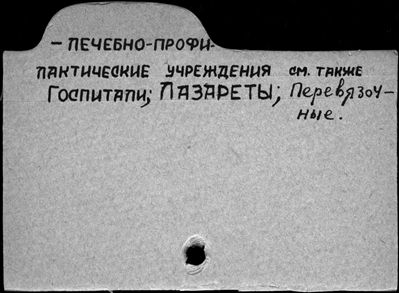 – ЛЕЧЕБНО-ПРОФИ-
ЛАКТИЧЕСКИЕ УЧРЕЖДЕНИЯ см. ТАКЖЕ
ГОСПИТАЛИ; ЛАЗАРЕТЫ; Перевязоч-
ные.